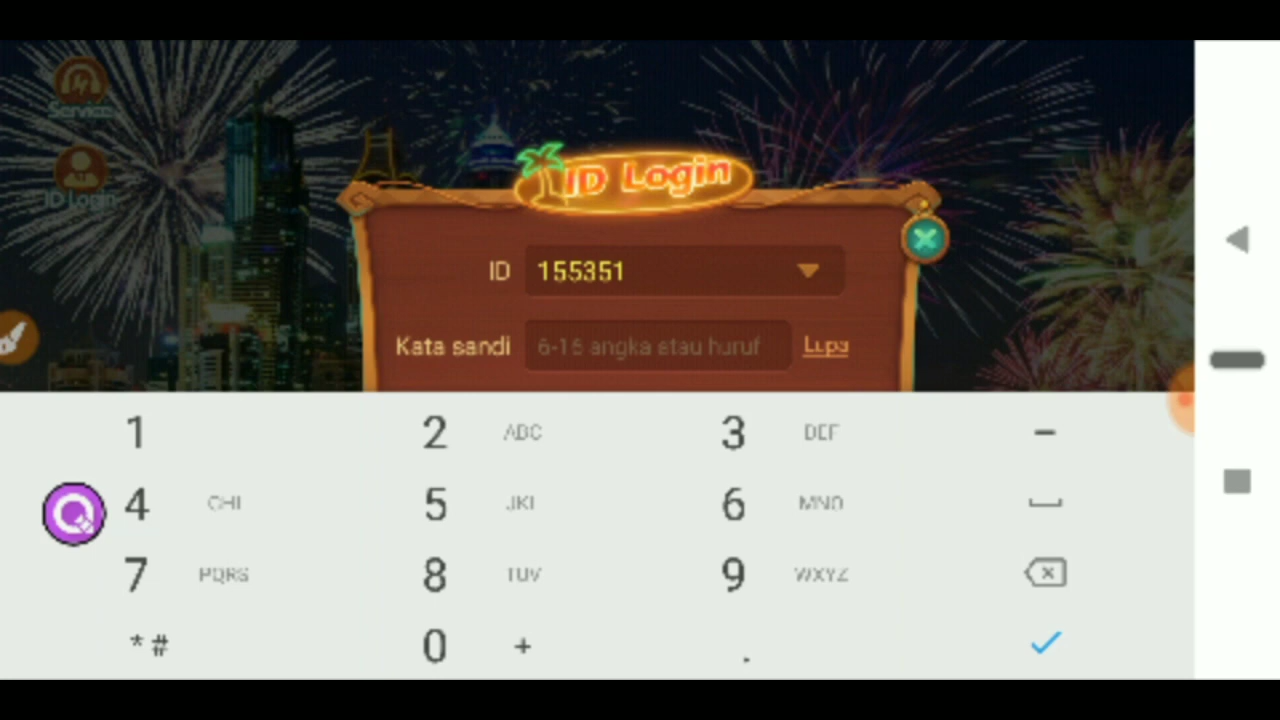 Service
ID Login
ID Login
ID 155351
Kata sandi 6-15 angka atau huruf Lupa
1 2 ABC 3 DEF -
4 GHI 5 JKL 6 MNO
7 PQRS 8 TUV 9 WXYZ
* # 0 + .